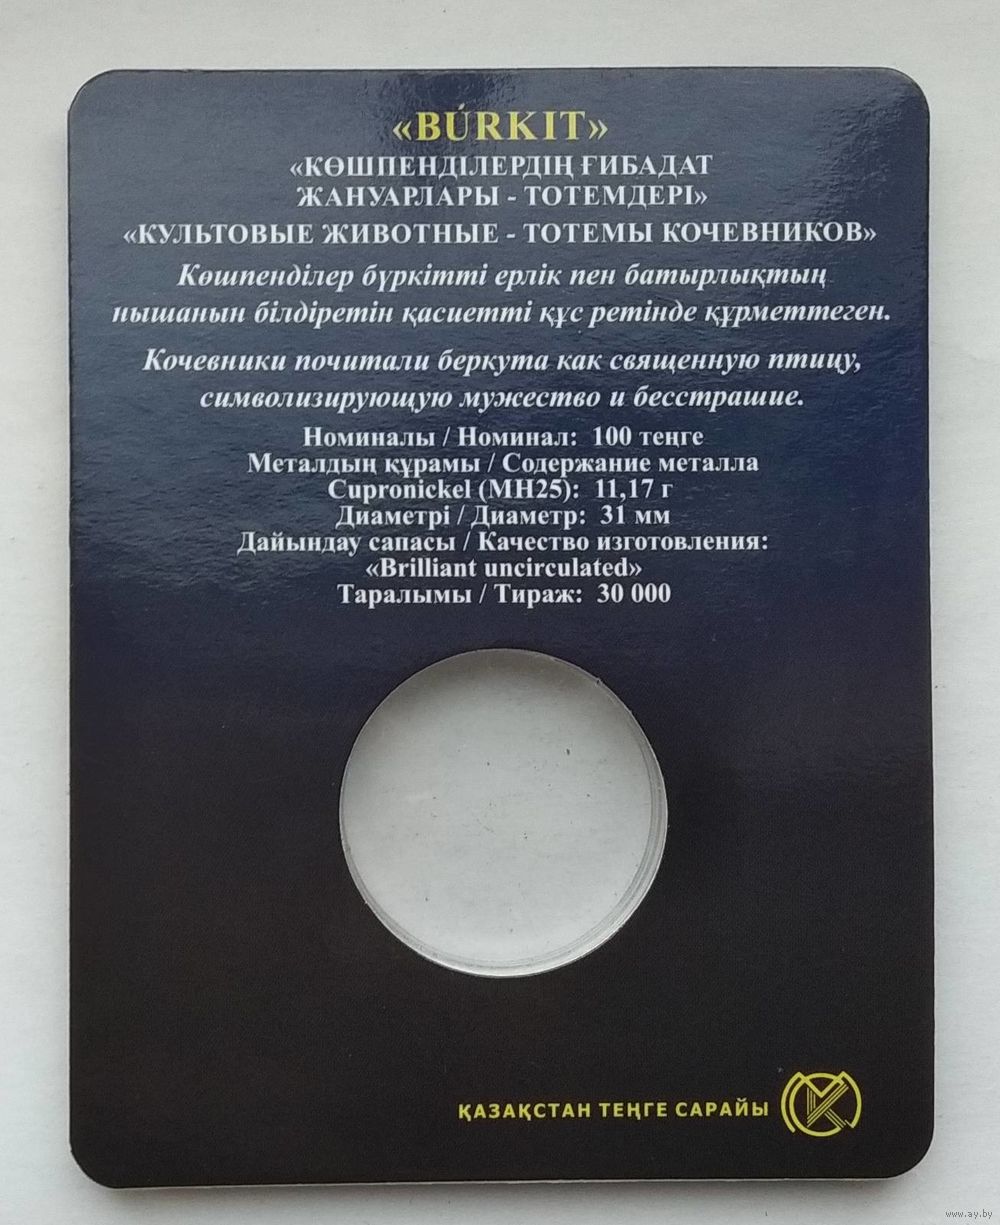 «BÚRKIT»
«КӨШПЕНДІЛЕРДІҢ ҒИБАДАТ
ЖАНУАРЛАРЫ - ТОТЕМДЕРІ»
«КУЛЬТОВЫЕ ЖИВОТНЫЕ - ТОТЕМЫ КОЧЕВНИКОВ»
Көшпенділер бүркітті ерлік пен батырлықтың
нышанын білдіретін қасиетті құс ретінде құрметтеген.
Кочевники почитали беркута как священную птицу,
символизирующую мужество и бесстрашие.
Номиналы / Номинал: 100 теңге
Металдың құрамы / Содержание металла
Cupronickel (МН25): 11,17 г
Диаметрі / Диаметр: 31 мм
Дайындау сапасы / Качество изготовления:
«Brilliant uncirculated»
Таралымы / Тираж: 30 000
ҚАЗАҚСТАН ТЕҢГЕ САРАЙЫ
www.ay.by